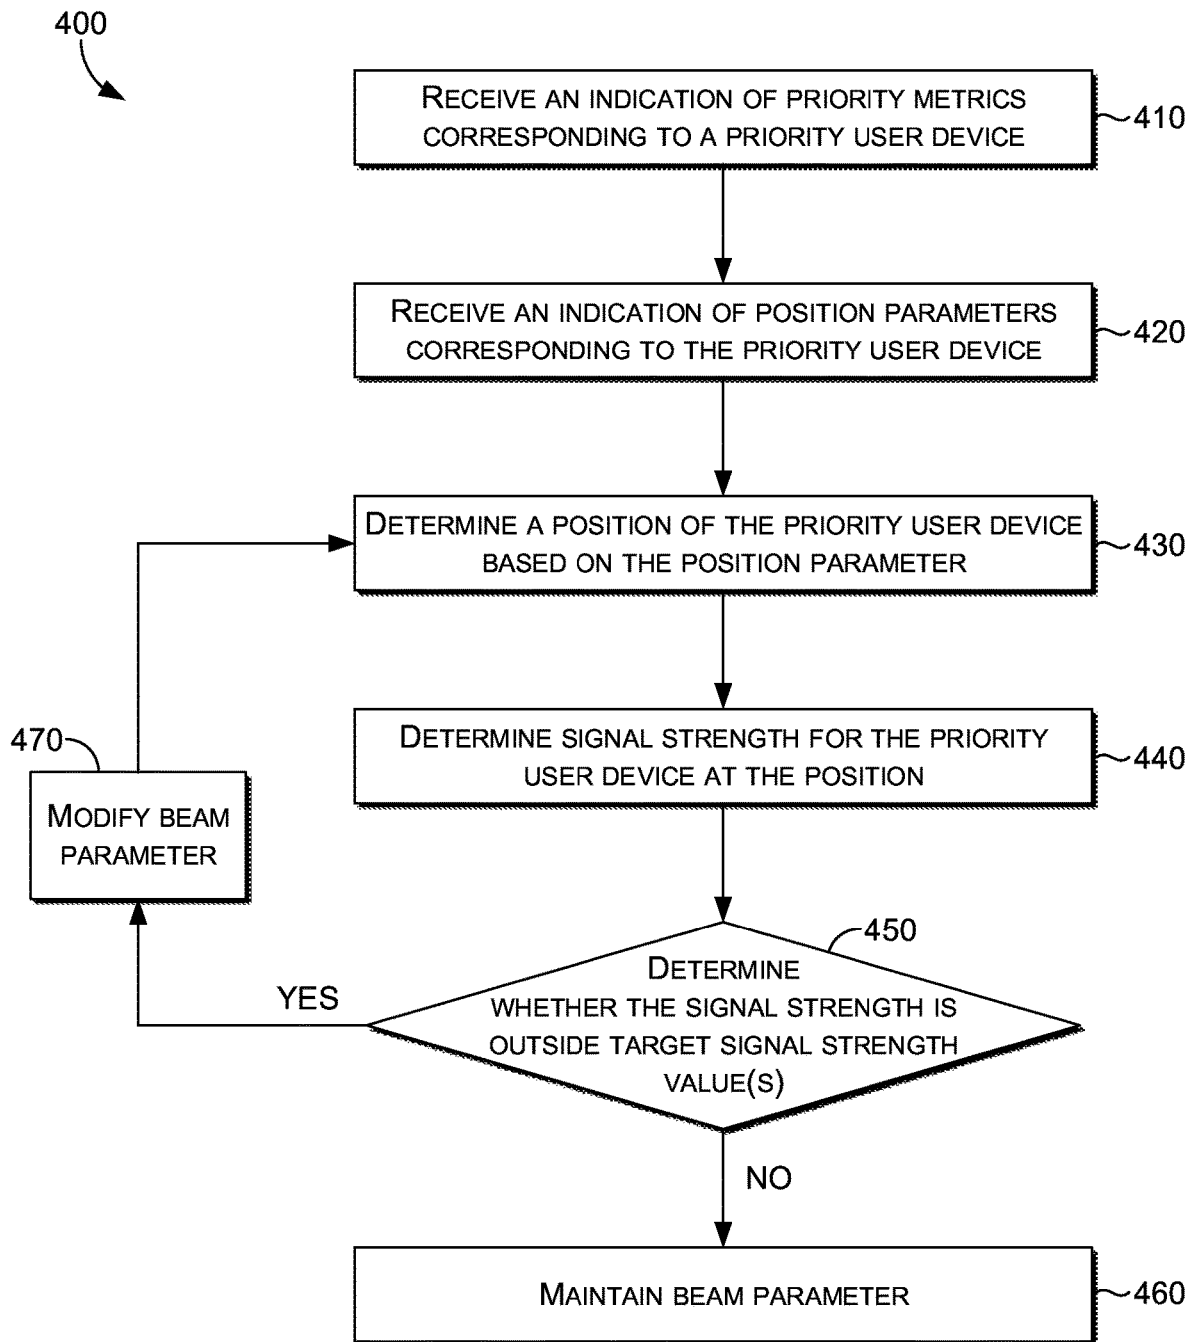 400
RECEIVE AN INDICATION OF PRIORITY METRICS
CORRESPONDING TO A PRIORITY USER DEVICE
410
RECEIVE AN INDICATION OF POSITION PARAMETERS
CORRESPONDING TO THE PRIORITY USER DEVICE
420
DETERMINE A POSITION OF THE PRIORITY USER DEVICE
BASED ON THE POSITION PARAMETER
430
DETERMINE SIGNAL STRENGTH FOR THE PRIORITY
USER DEVICE AT THE POSITION
440
470
MODIFY BEAM
PARAMETER
450
DETERMINE
WHETHER THE SIGNAL STRENGTH IS
OUTSIDE TARGET SIGNAL STRENGTH
VALUE(S)
YES
NO
MAINTAIN BEAM PARAMETER
460